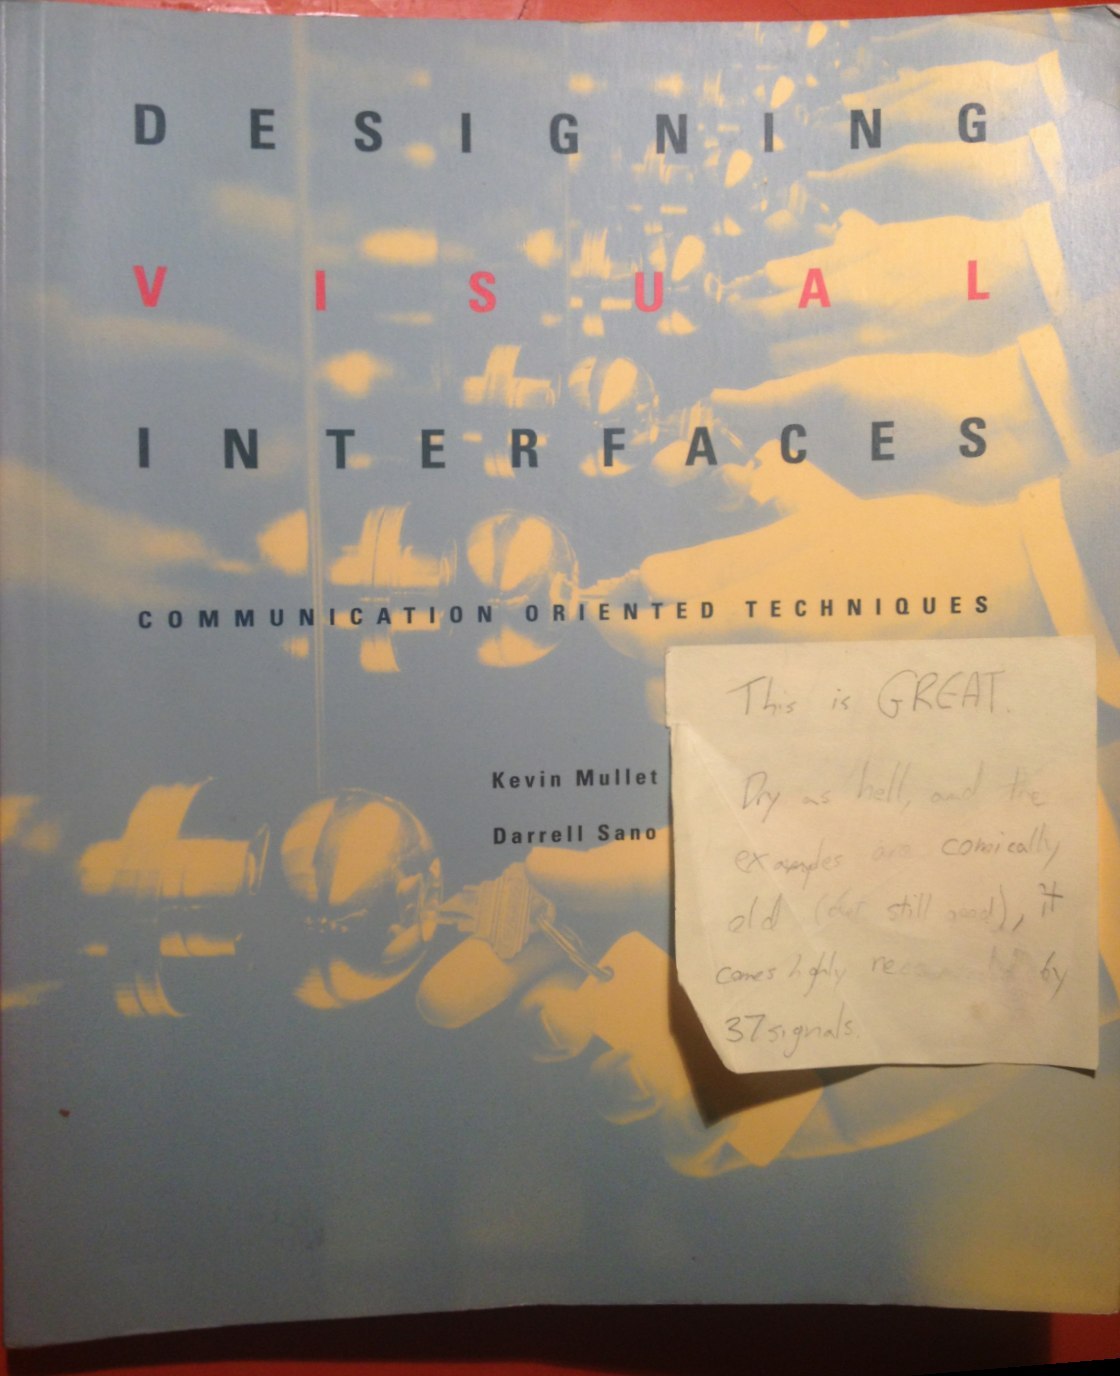 DESIGNING
VISUAL
INTERFACES
COMMUNICATION ORIENTED TECHNIQUES
Kevin Mullet
Darrell Sano
This is GREAT.
Dry as hell, and the
examples are comically
old (but still good), it
comes highly by
37signals.